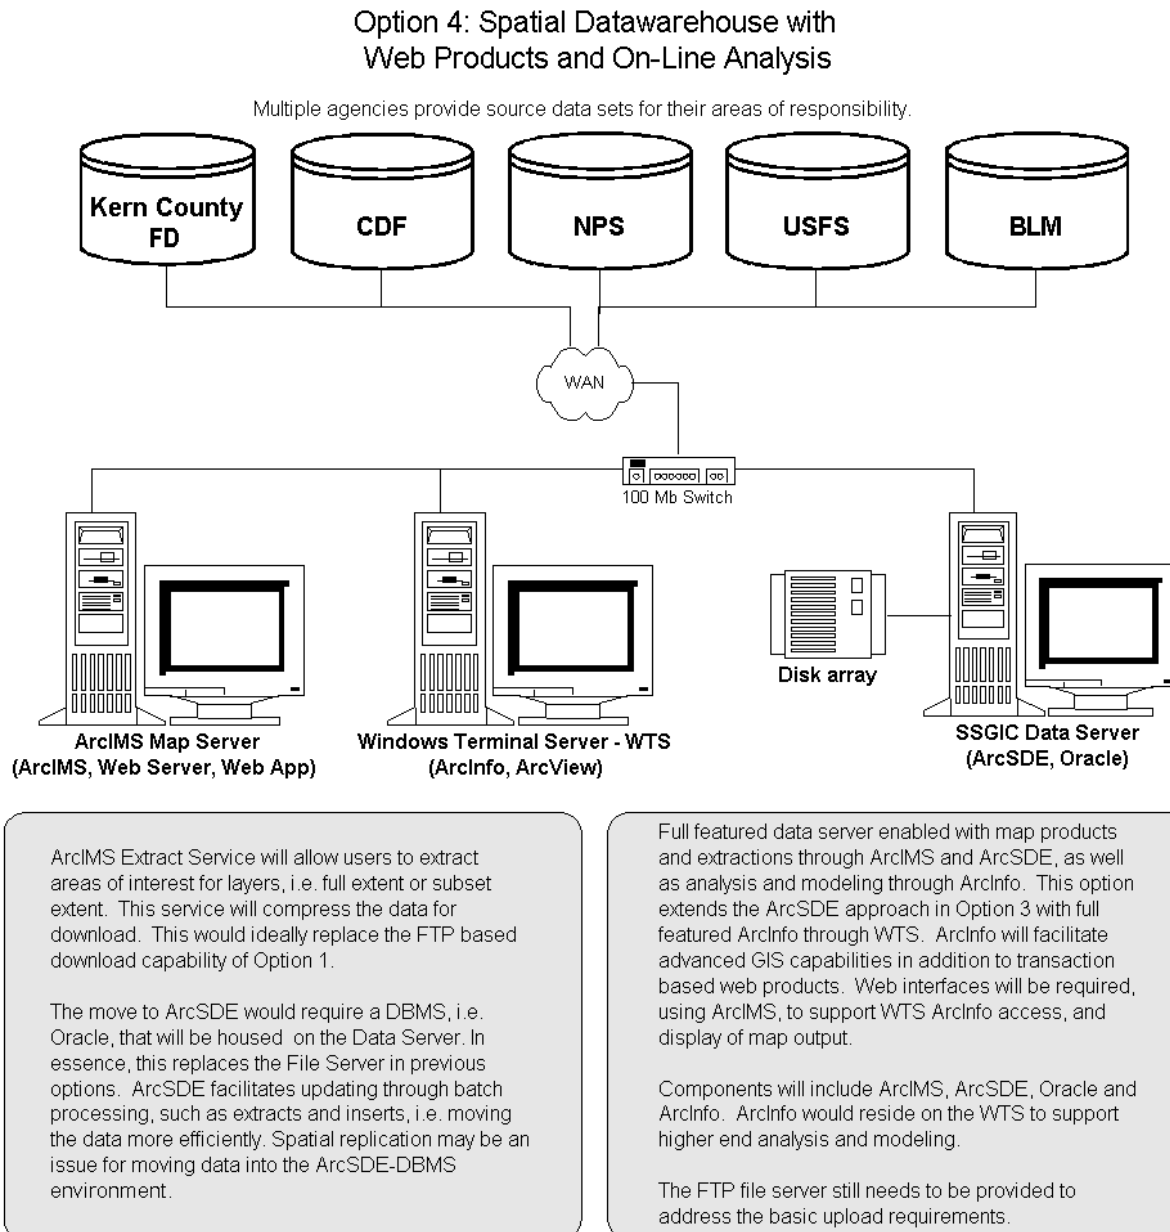 Option 4: Spatial Datawarehouse with
Web Products and On-Line Analysis
Multiple agencies provide source data sets for their areas of responsibility.
Kern County
FD
CDF
NPS
USFS
BLM
WAN
100 Mb Switch
Disk array
ArcIMS Map Server
(ArcIMS, Web Server, Web App)
Windows Terminal Server - WTS
(ArcInfo, ArcView)
SSGIC Data Server
(ArcSDE, Oracle)
ArcIMS Extract Service will allow users to extract
areas of interest for layers, i.e. full extent or subset
extent. This service will compress the data for
download. This would ideally replace the FTP based
download capability of Option 1.
The move to ArcSDE would require a DBMS, i.e.
Oracle, that will be housed on the Data Server. In
essence, this replaces the File Server in previous
options. ArcSDE facilitates updating through batch
processing, such as extracts and inserts, i.e. moving
the data more efficiently. Spatial replication may be an
issue for moving data into the ArcSDE-DBMS
environment.
Full featured data server enabled with map products
and extractions through ArcIMS and ArcSDE, as well
as analysis and modeling through ArcInfo. This option
extends the ArcSDE approach in Option 3 with full
featured ArcInfo through WTS. ArcInfo will facilitate
advanced GIS capabilities in addition to transaction
based web products. Web interfaces will be required,
using ArcIMS, to support WTS ArcInfo access, and
display of map output.
Components will include ArcIMS, ArcSDE, Oracle and
ArcInfo. ArcInfo would reside on the WTS to support
higher end analysis and modeling.
The FTP file server still needs to be provided to
address the basic upload requirements.